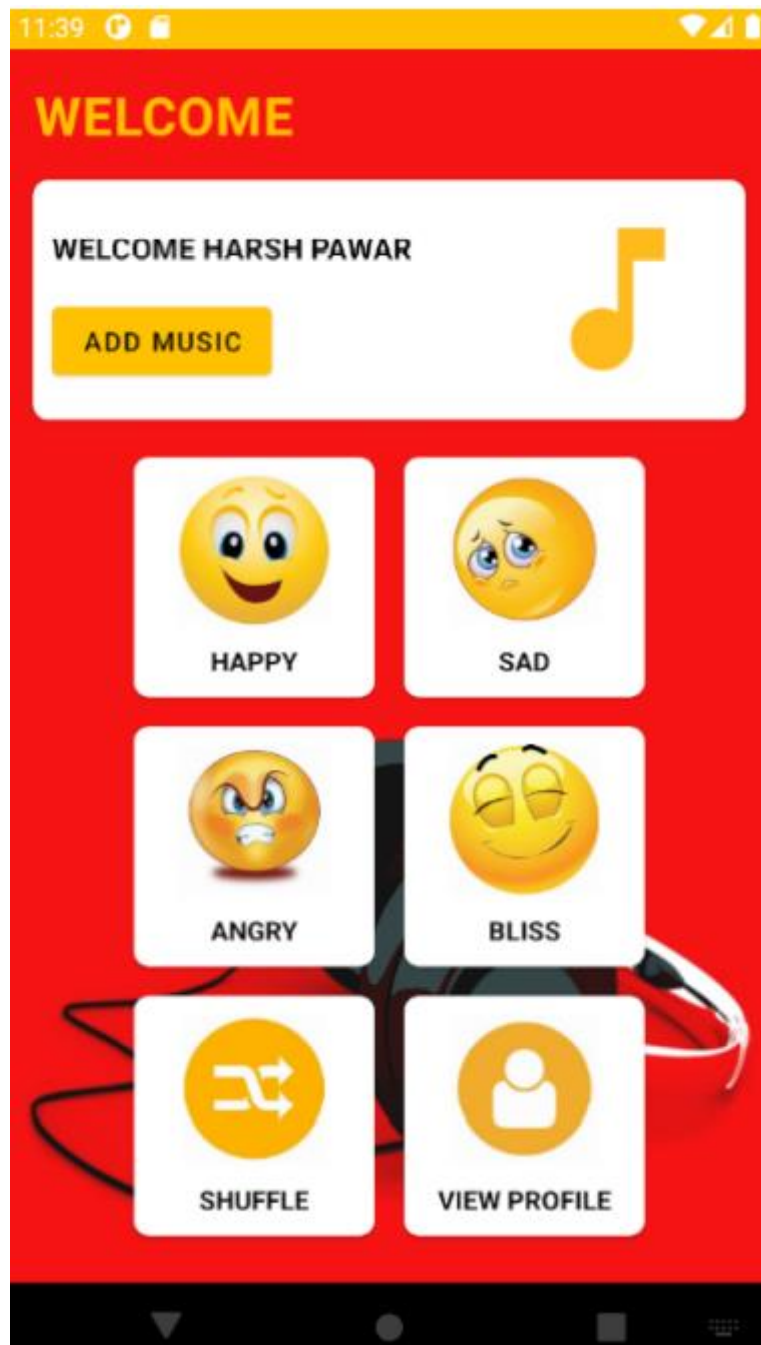 11:39
WELCOME
WELCOME HARSH PAWAR
ADD MUSIC
HAPPY
SAD
ANGRY
BLISS
SHUFFLE
VIEW PROFILE